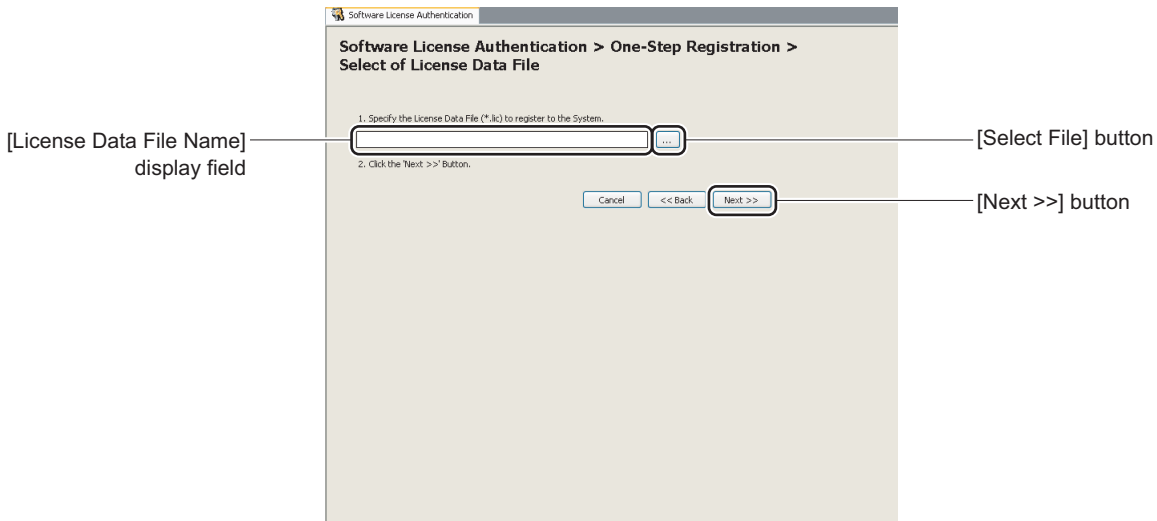 Software License Authentication
Software License Authentication > One-Step Registration >
Select of License Data File
1. Specify the License Data File (*.lic) to register to the System.
[License Data File Name]
display field
...
[Select File] button
2. Click the 'Next >>' Button.
Cancel
<< Back
Next >>
[Next >>] button